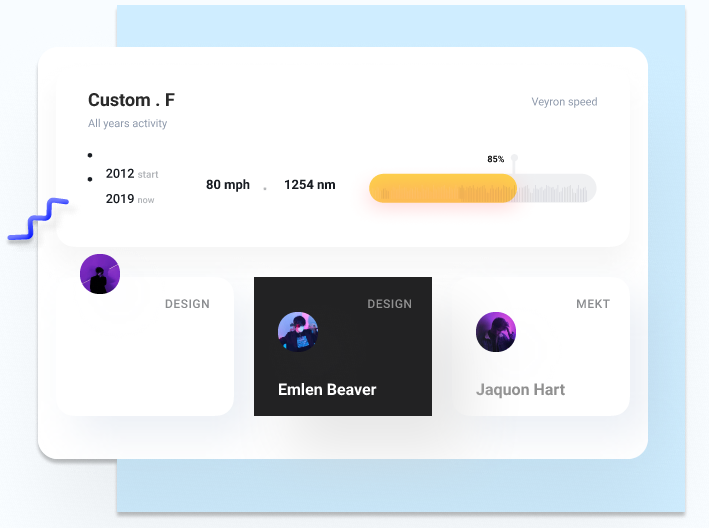 Custom . F
Veyron speed
All years activity
85%
2012 start
80 mph . 1254 nm
2019 now
DESIGN
DESIGN
MEKT
Emlen Beaver
Jaquon Hart